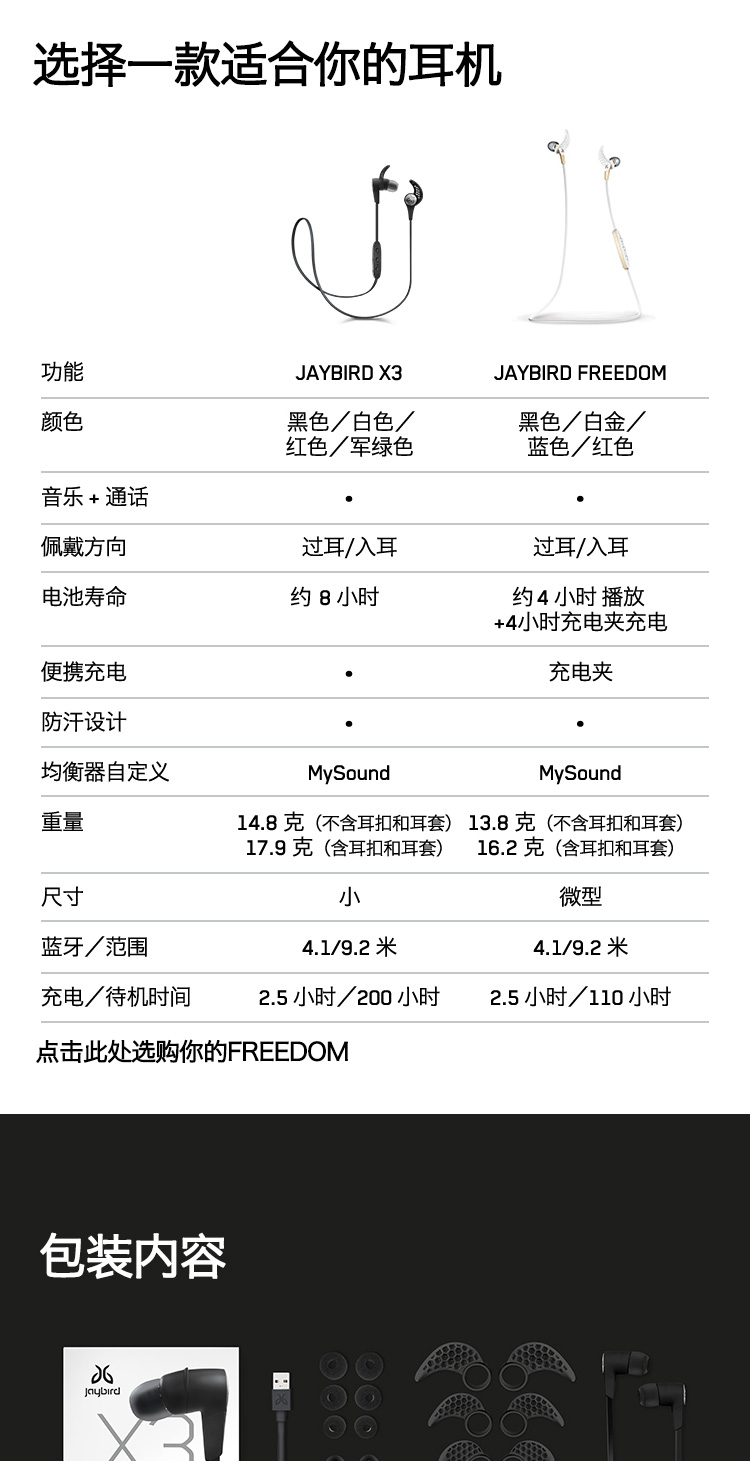 选择一款适合你的耳机
功能 JAYBIRD X3 JAYBIRD FREEDOM
颜色 黑色／白色／ 黑色／白金／
红色／军绿色 蓝色／红色
音乐 + 通话 • •
佩戴方向 过耳/入耳 过耳/入耳
电池寿命 约 8 小时 约 4 小时 播放
+4小时充电夹充电
便携充电 • 充电夹
防汗设计 • •
均衡器自定义 MySound MySound
重量 14.8 克（不含耳扣和耳套） 13.8 克（不含耳扣和耳套）
17.9 克（含耳扣和耳套） 16.2 克（含耳扣和耳套）
尺寸 小 微型
蓝牙／范围 4.1/9.2 米 4.1/9.2 米
充电／待机时间 2.5 小时／200 小时 2.5 小时／110 小时
点击此处选购你的FREEDOM
包装内容
jaybird
X3